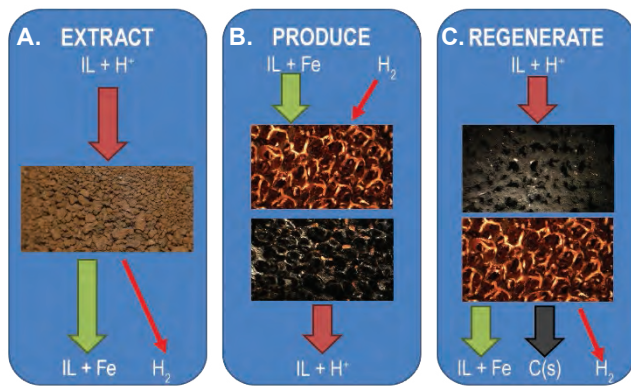 A. EXTRACT
IL + H⁺
IL + Fe H₂
B. PRODUCE
IL + Fe H₂
IL + H⁺
C. REGENERATE
IL + H⁺
IL + Fe C(s) H₂